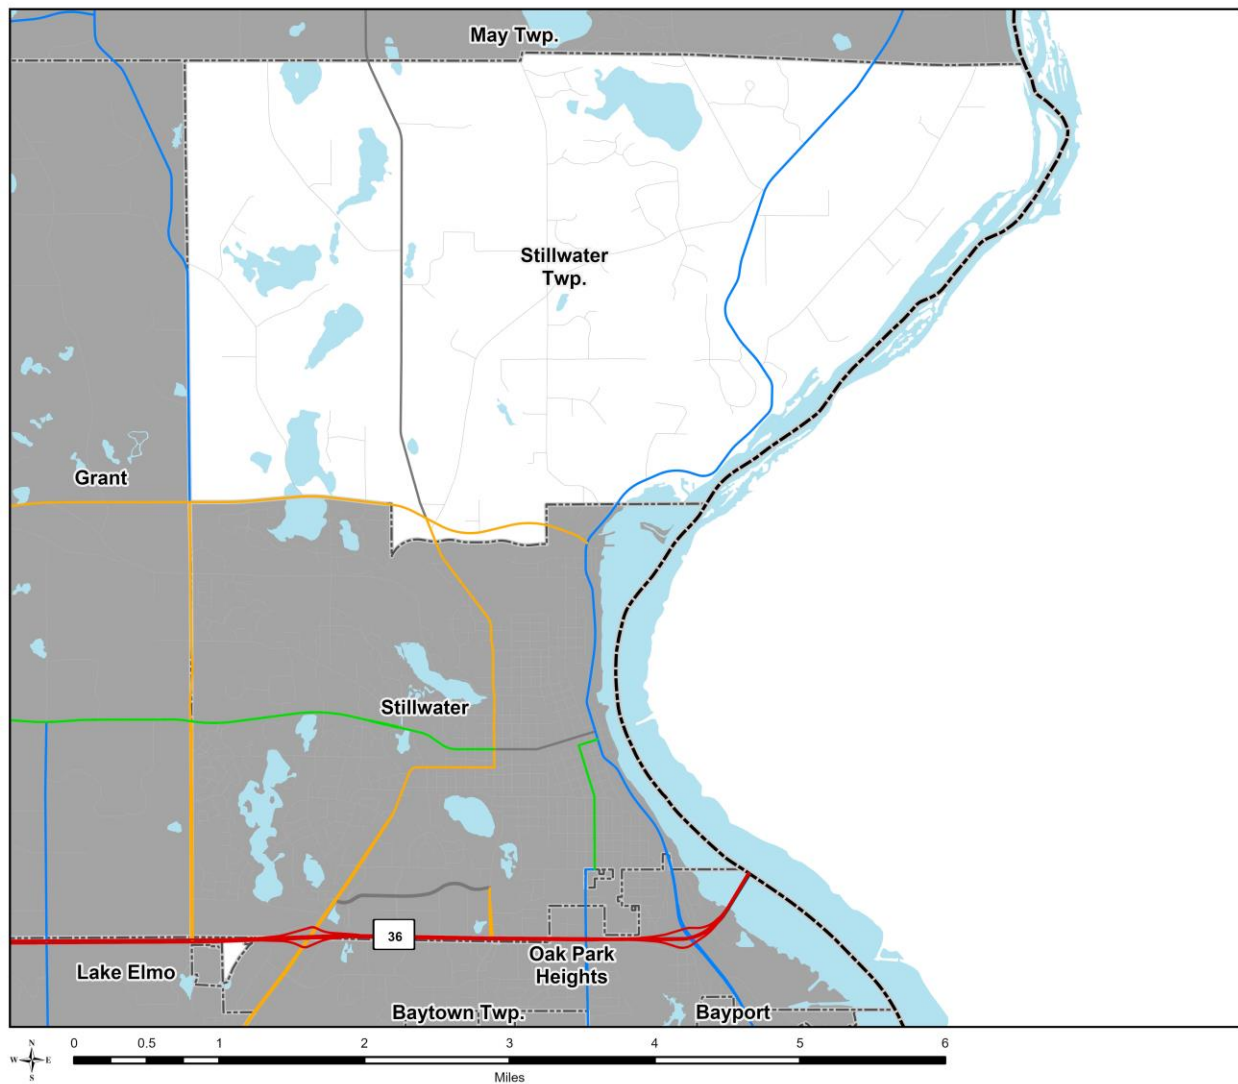 May Twp.
Stillwater
Twp.
Grant
Stillwater
36
Lake Elmo
Oak Park
Heights
Baytown Twp.
Bayport
N
W E
S
0 0.5 1 2 3 4 5 6
Miles